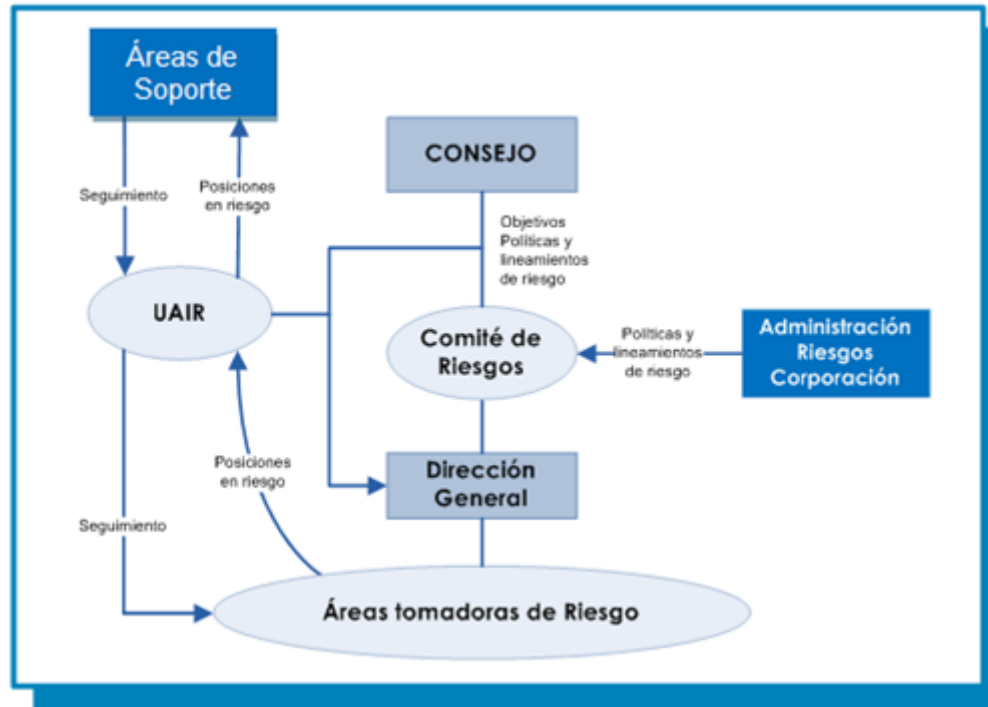 Áreas de
Soporte
CONSEJO
Seguimiento
Posiciones
en riesgo
Objetivos
Políticas y
lineamientos
de riesgo
UAIR
Comité de
Riesgos
Políticas y
lineamientos
de riesgo
Administración
Riesgos
Corporación
Posiciones
en riesgo
Dirección
General
Seguimiento
Áreas tomadoras de Riesgo